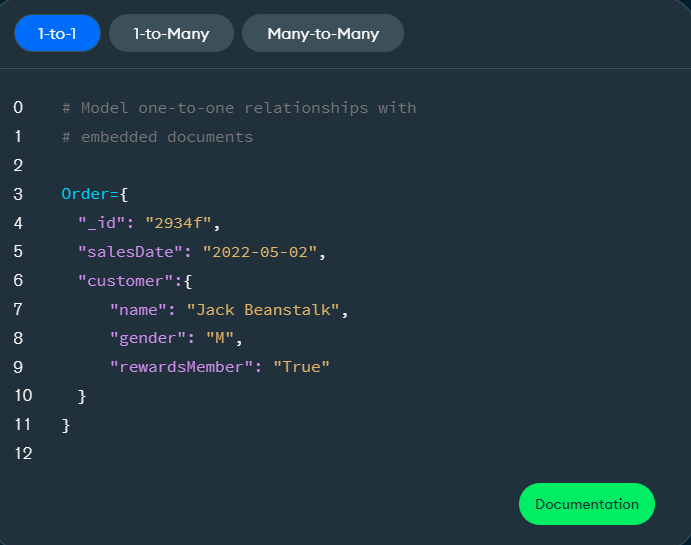 1-to-1 1-to-Many Many-to-Many
0 # Model one-to-one relationships with
1 # embedded documents
2
3 Order={
4 "_id": "2934f",
5 "salesDate": "2022-05-02",
6 "customer":{
7 "name": "Jack Beanstalk",
8 "gender": "M",
9 "rewardsMember": "True"
10 }
11 }
12
Documentation